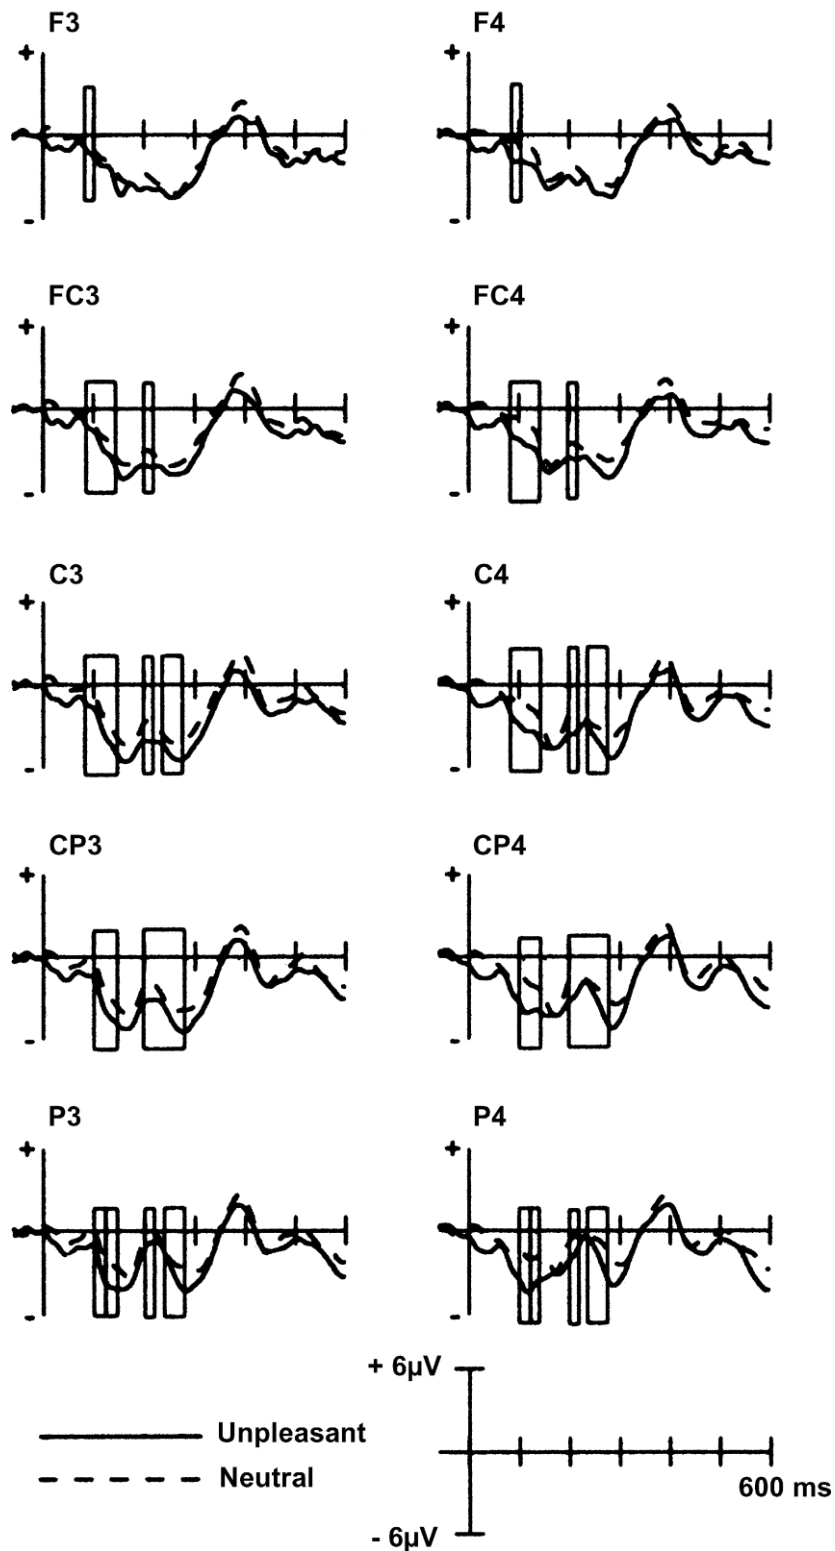 F3
F4
+
+
-
-
FC3
FC4
+
+
-
-
C3
C4
+
+
-
-
CP3
CP4
+
+
-
-
P3
P4
+
+
-
-
+ 6µV
Unpleasant
Neutral
600 ms
- 6µV